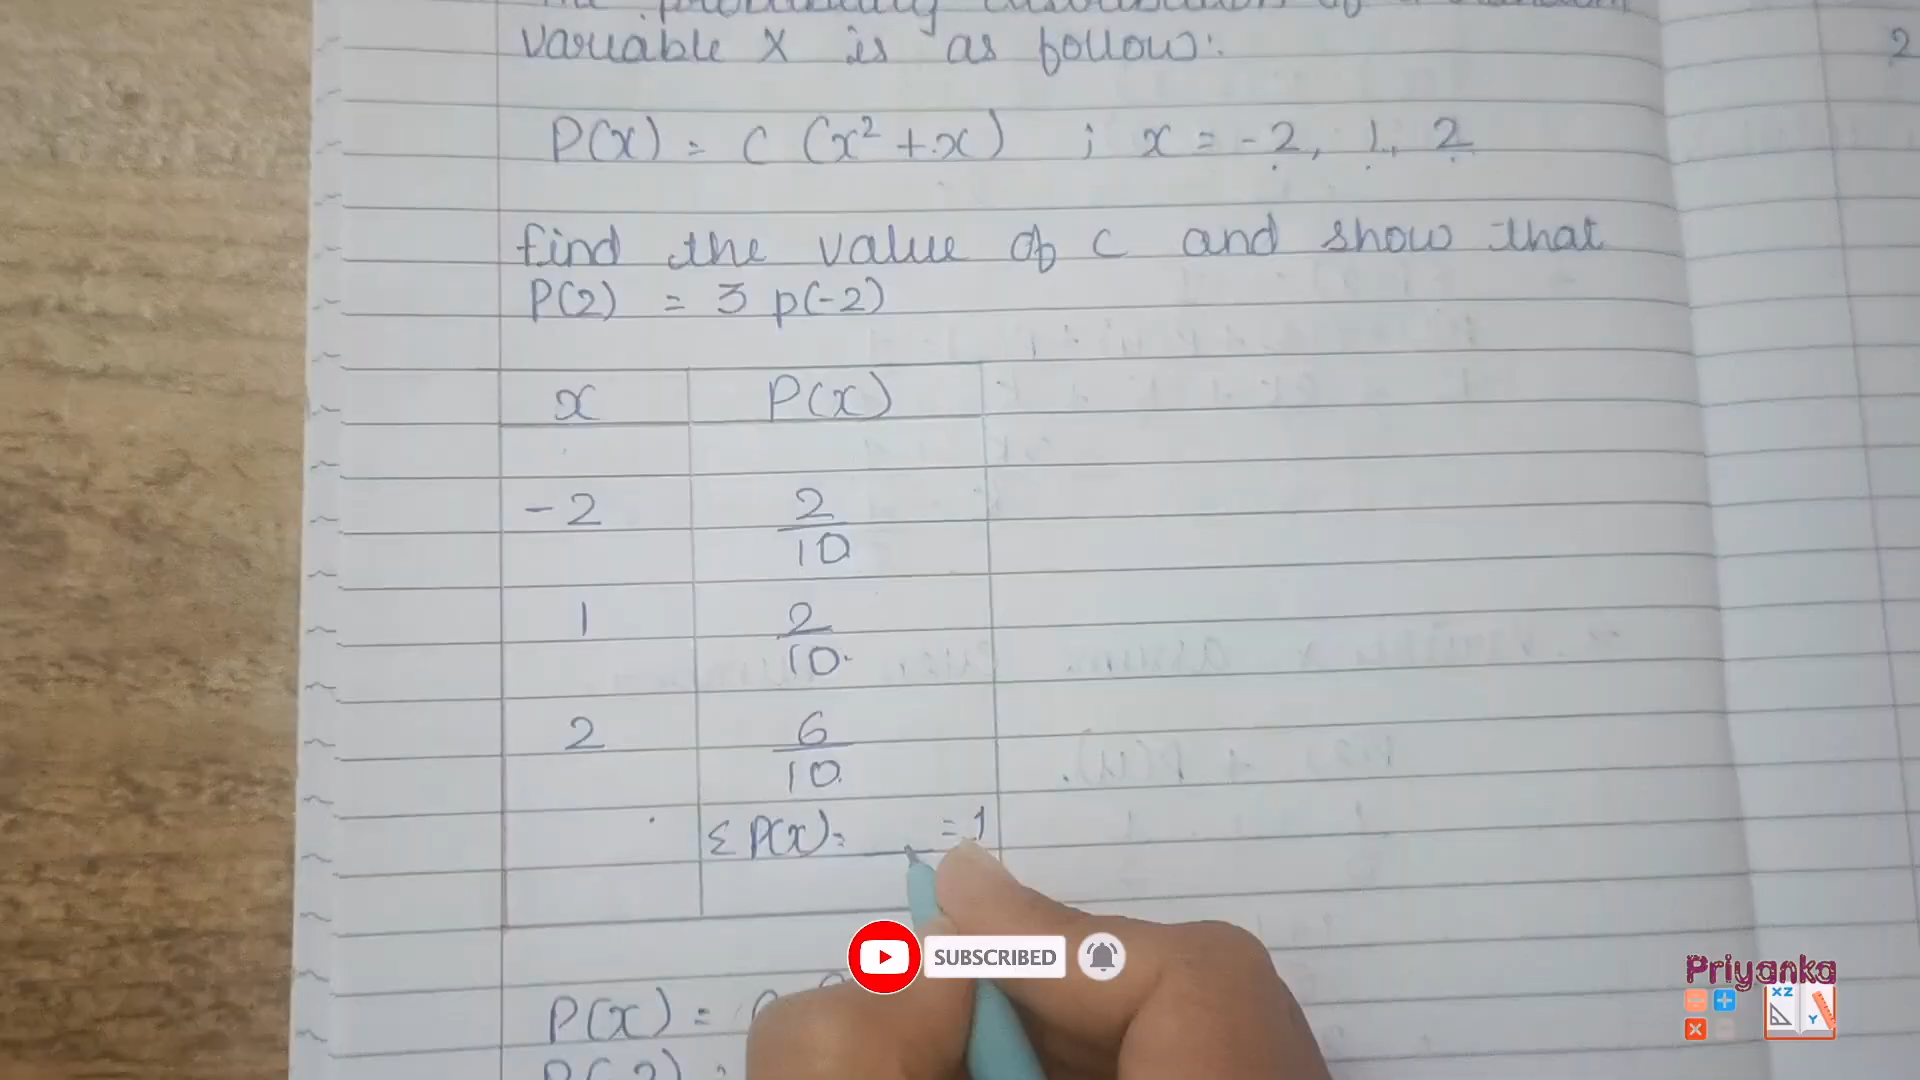 variable X is as follow:
P(x) = C (x² + x) ; x = -2, 1, 2
find the value of C and show that
P(2) = 3 p(-2)
x P(x)
-2 2/10
1 2/10
2 6/10
Σ P(x) = = 1
SUBSCRIBED
P(x) =
Priyanka
XZ
Y
2